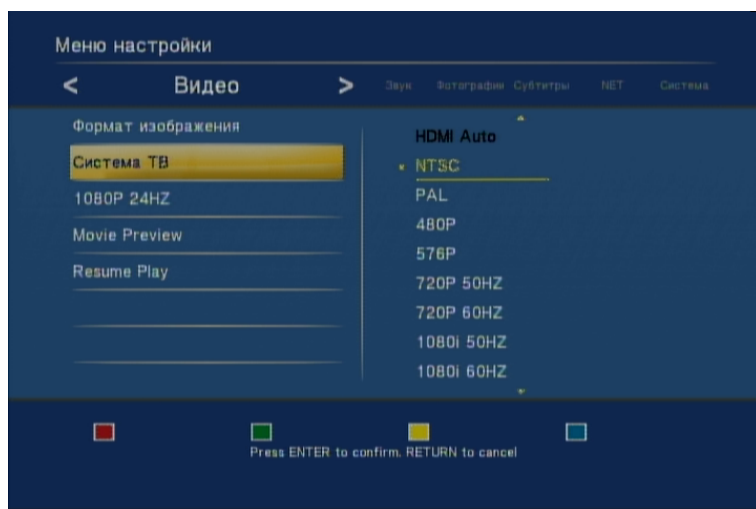 Меню настройки
< Видео > Звук Фотографии Субтитры NET Система
Формат изображения
Система ТВ
1080P 24HZ
Movie Preview
Resume Play
HDMI Auto
NTSC
PAL
480P
576P
720P 50HZ
720P 60HZ
1080i 50HZ
1080i 60HZ
Press ENTER to confirm. RETURN to cancel